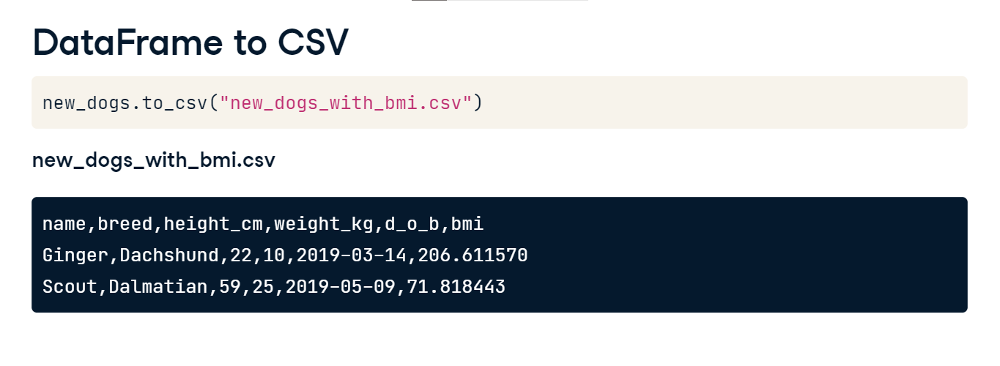 DataFrame to CSV
new_dogs.to_csv("new_dogs_with_bmi.csv")
new_dogs_with_bmi.csv
name,breed,height_cm,weight_kg,d_o_b,bmi
Ginger,Dachshund,22,10,2019-03-14,206.611570
Scout,Dalmatian,59,25,2019-05-09,71.818443